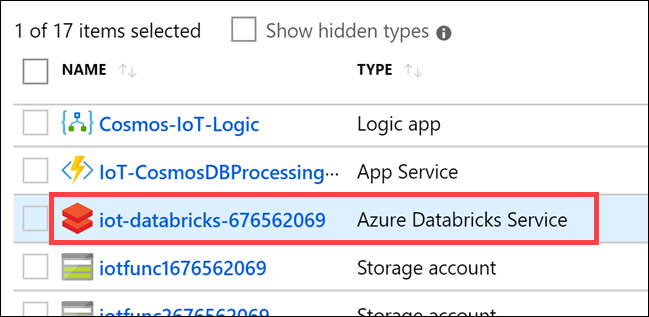 1 of 17 items selected Show hidden types
NAME TYPE
Cosmos-IoT-Logic Logic app
IoT-CosmosDBProcessing··· App Service
iot-databricks-676562069 Azure Databricks Service
iotfunc1676562069 Storage account
iotfunc2676562069 Storage account